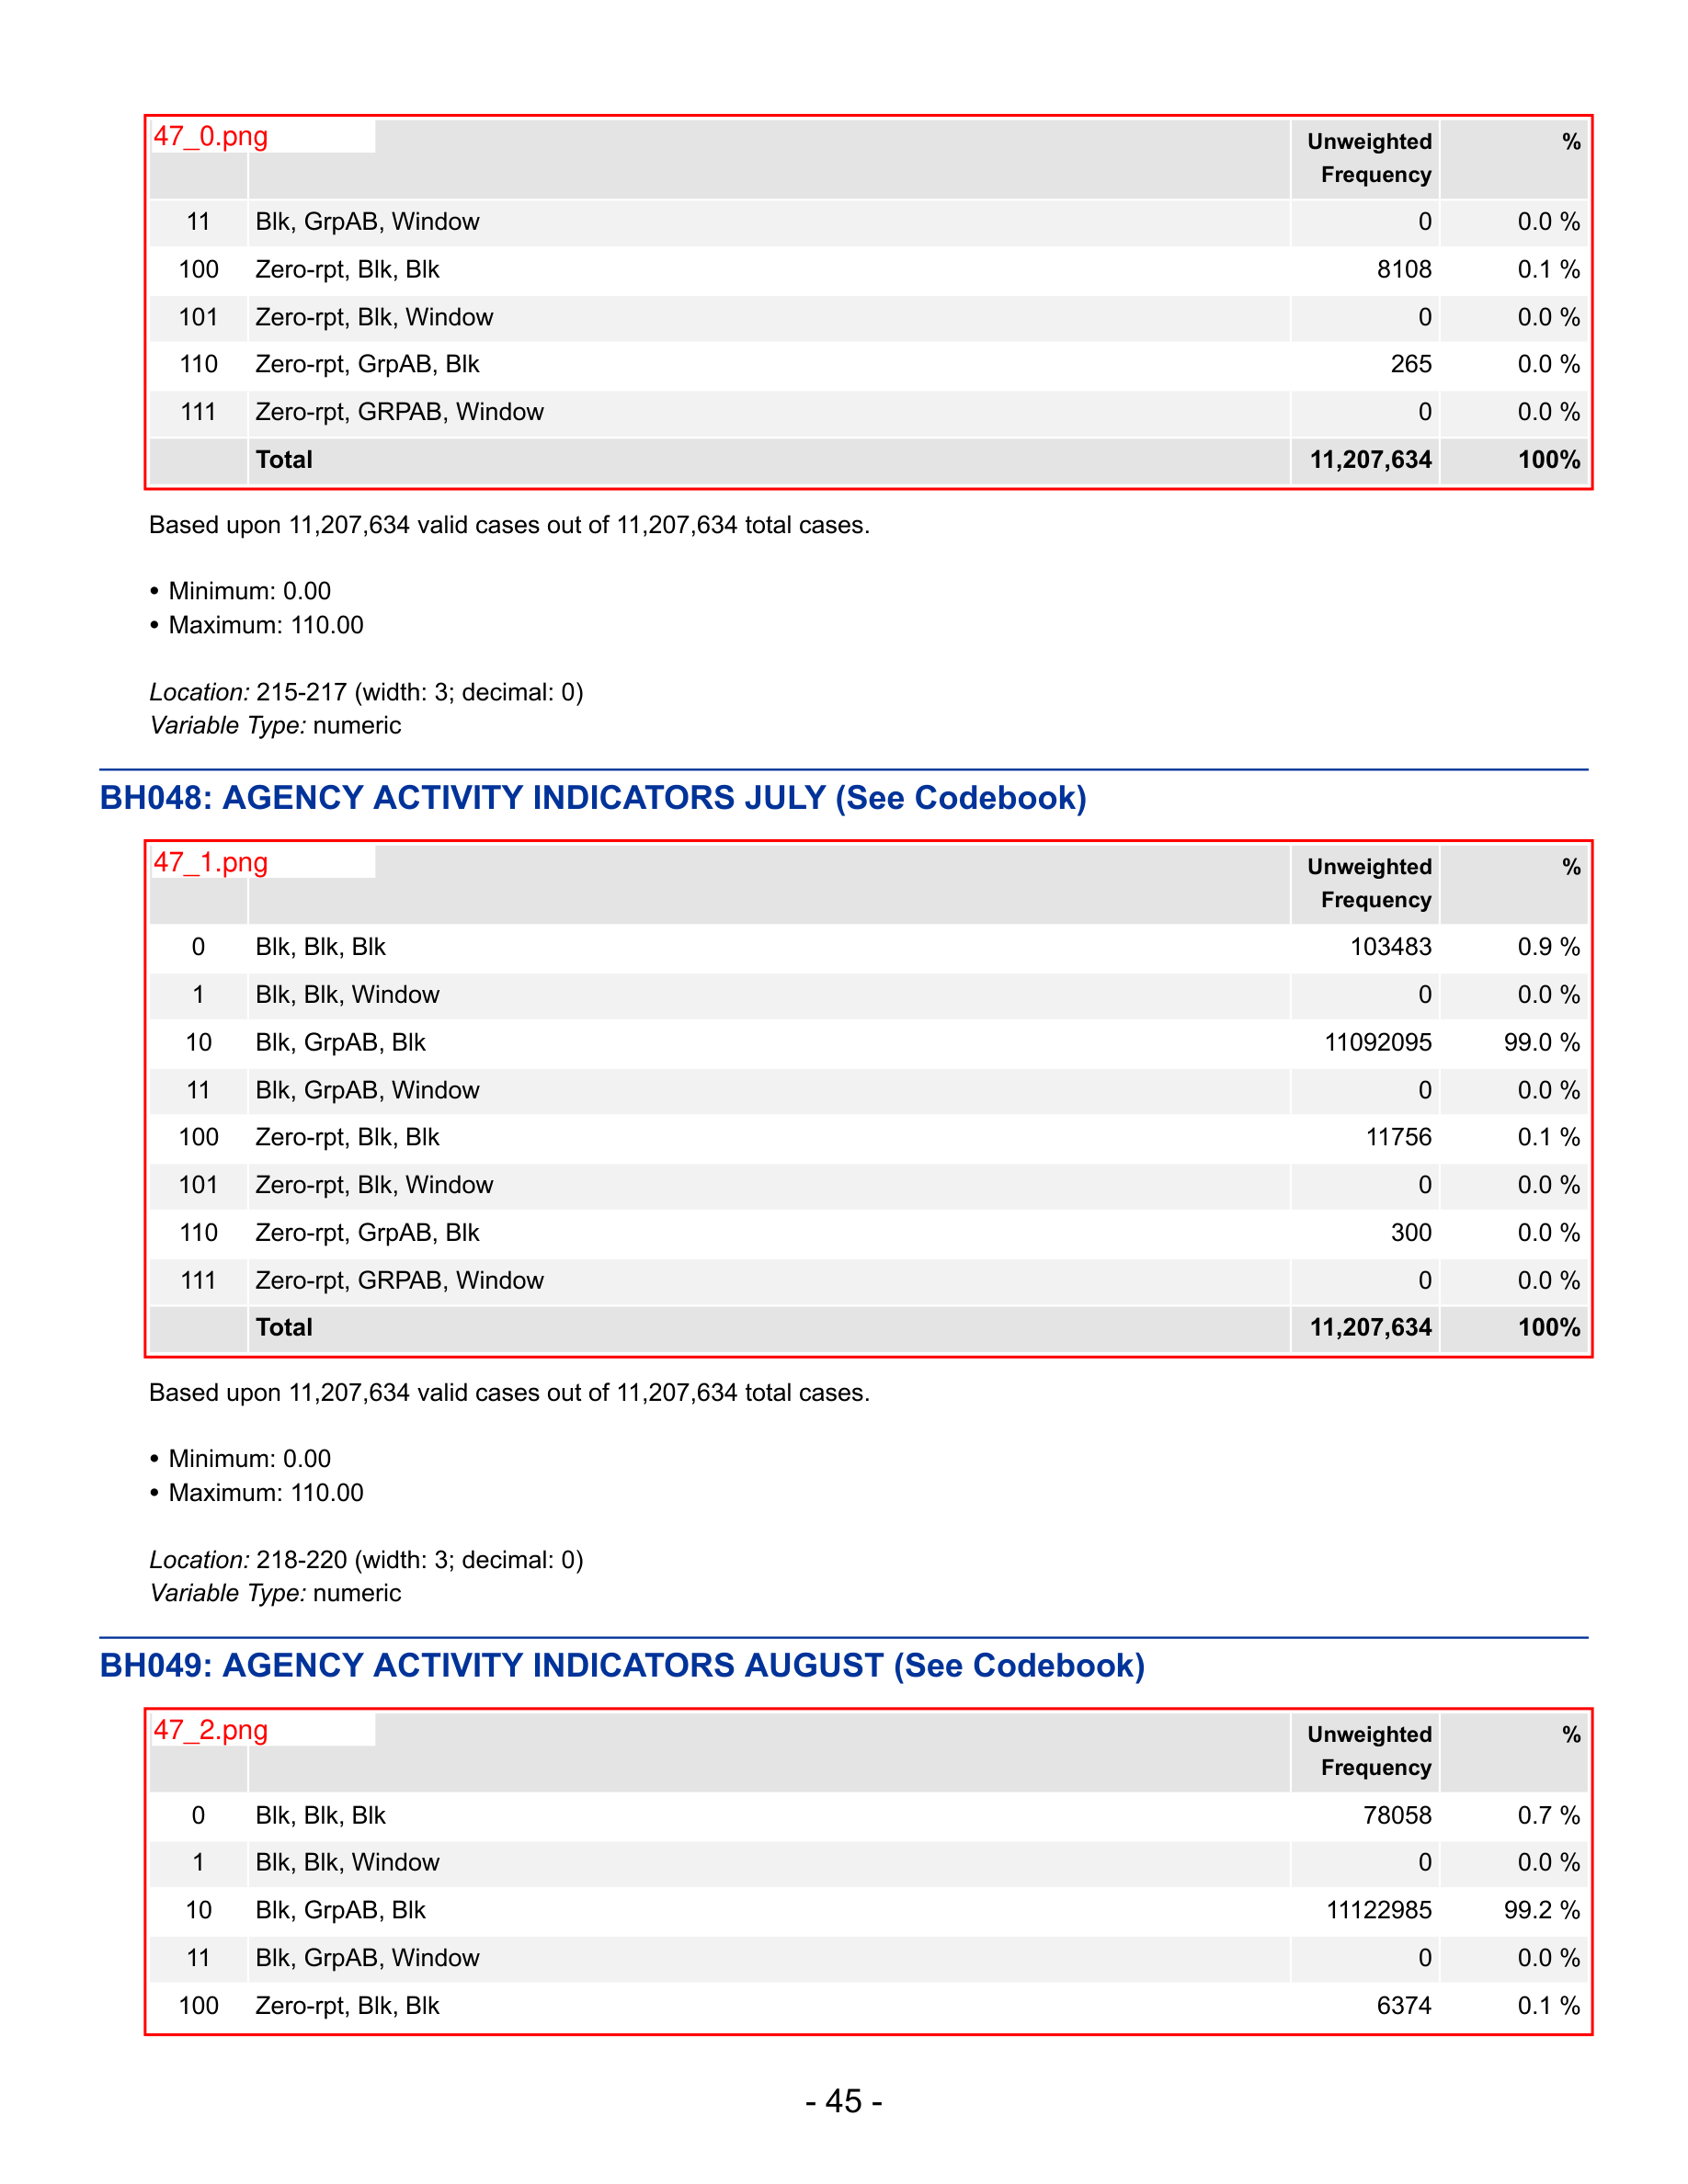 47_0.png
Unweighted Frequency %
11 Blk, GrpAB, Window 0 0.0 %
100 Zero-rpt, Blk, Blk 8108 0.1 %
101 Zero-rpt, Blk, Window 0 0.0 %
110 Zero-rpt, GrpAB, Blk 265 0.0 %
111 Zero-rpt, GRPAB, Window 0 0.0 %
Total 11,207,634 100%
Based upon 11,207,634 valid cases out of 11,207,634 total cases.
• Minimum: 0.00
• Maximum: 110.00
Location: 215-217 (width: 3; decimal: 0)
Variable Type: numeric
BH048: AGENCY ACTIVITY INDICATORS JULY (See Codebook)
47_1.png
Unweighted Frequency %
0 Blk, Blk, Blk 103483 0.9 %
1 Blk, Blk, Window 0 0.0 %
10 Blk, GrpAB, Blk 11092095 99.0 %
11 Blk, GrpAB, Window 0 0.0 %
100 Zero-rpt, Blk, Blk 11756 0.1 %
101 Zero-rpt, Blk, Window 0 0.0 %
110 Zero-rpt, GrpAB, Blk 300 0.0 %
111 Zero-rpt, GRPAB, Window 0 0.0 %
Total 11,207,634 100%
Based upon 11,207,634 valid cases out of 11,207,634 total cases.
• Minimum: 0.00
• Maximum: 110.00
Location: 218-220 (width: 3; decimal: 0)
Variable Type: numeric
BH049: AGENCY ACTIVITY INDICATORS AUGUST (See Codebook)
47_2.png
Unweighted Frequency %
0 Blk, Blk, Blk 78058 0.7 %
1 Blk, Blk, Window 0 0.0 %
10 Blk, GrpAB, Blk 11122985 99.2 %
11 Blk, GrpAB, Window 0 0.0 %
100 Zero-rpt, Blk, Blk 6374 0.1 %
- 45 -